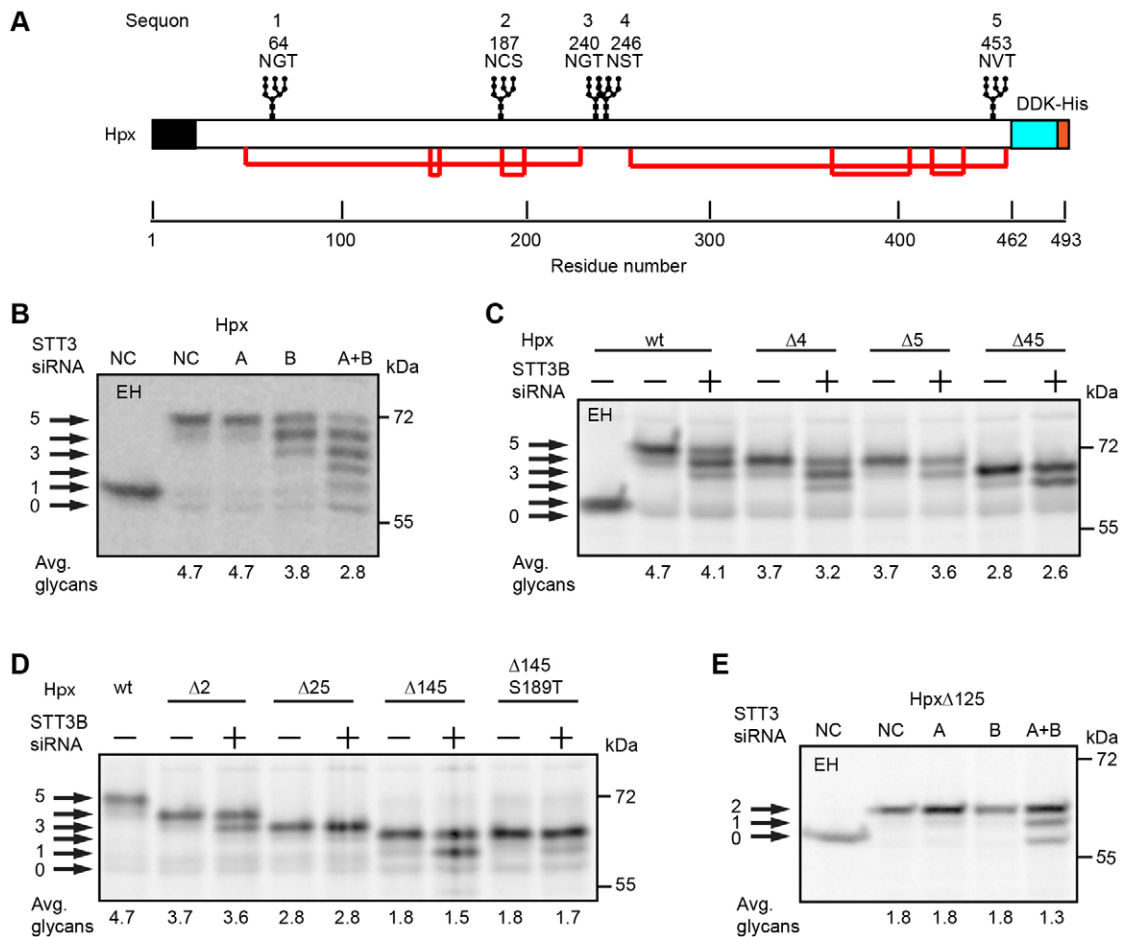 A
Sequon 1 2 3 4 5
64 187 240 246 453
NGT NCS NGT NST NVT
DDK-His
Hpx
1 100 200 300 400 462 493
Residue number
B
Hpx
STT3 siRNA NC NC A B A+B kDa
EH
5
3
1
0
72
55
Avg. glycans 4.7 4.7 3.8 2.8
C
Hpx wt Δ4 Δ5 Δ45
STT3B siRNA − − + − + − + − + kDa
EH
5
3
0
72
55
Avg. glycans 4.7 4.1 3.7 3.2 3.7 3.6 2.8 2.6
D
Hpx wt Δ2 Δ25 Δ145 Δ145 S189T
STT3B siRNA − − + − + − + − + kDa
5
3
1
0
72
55
Avg. glycans 4.7 3.7 3.6 2.8 2.8 1.8 1.5 1.8 1.7
E
HpxΔ125
STT3 siRNA NC NC A B A+B kDa
EH
2
1
0
72
55
Avg. glycans 1.8 1.8 1.8 1.3